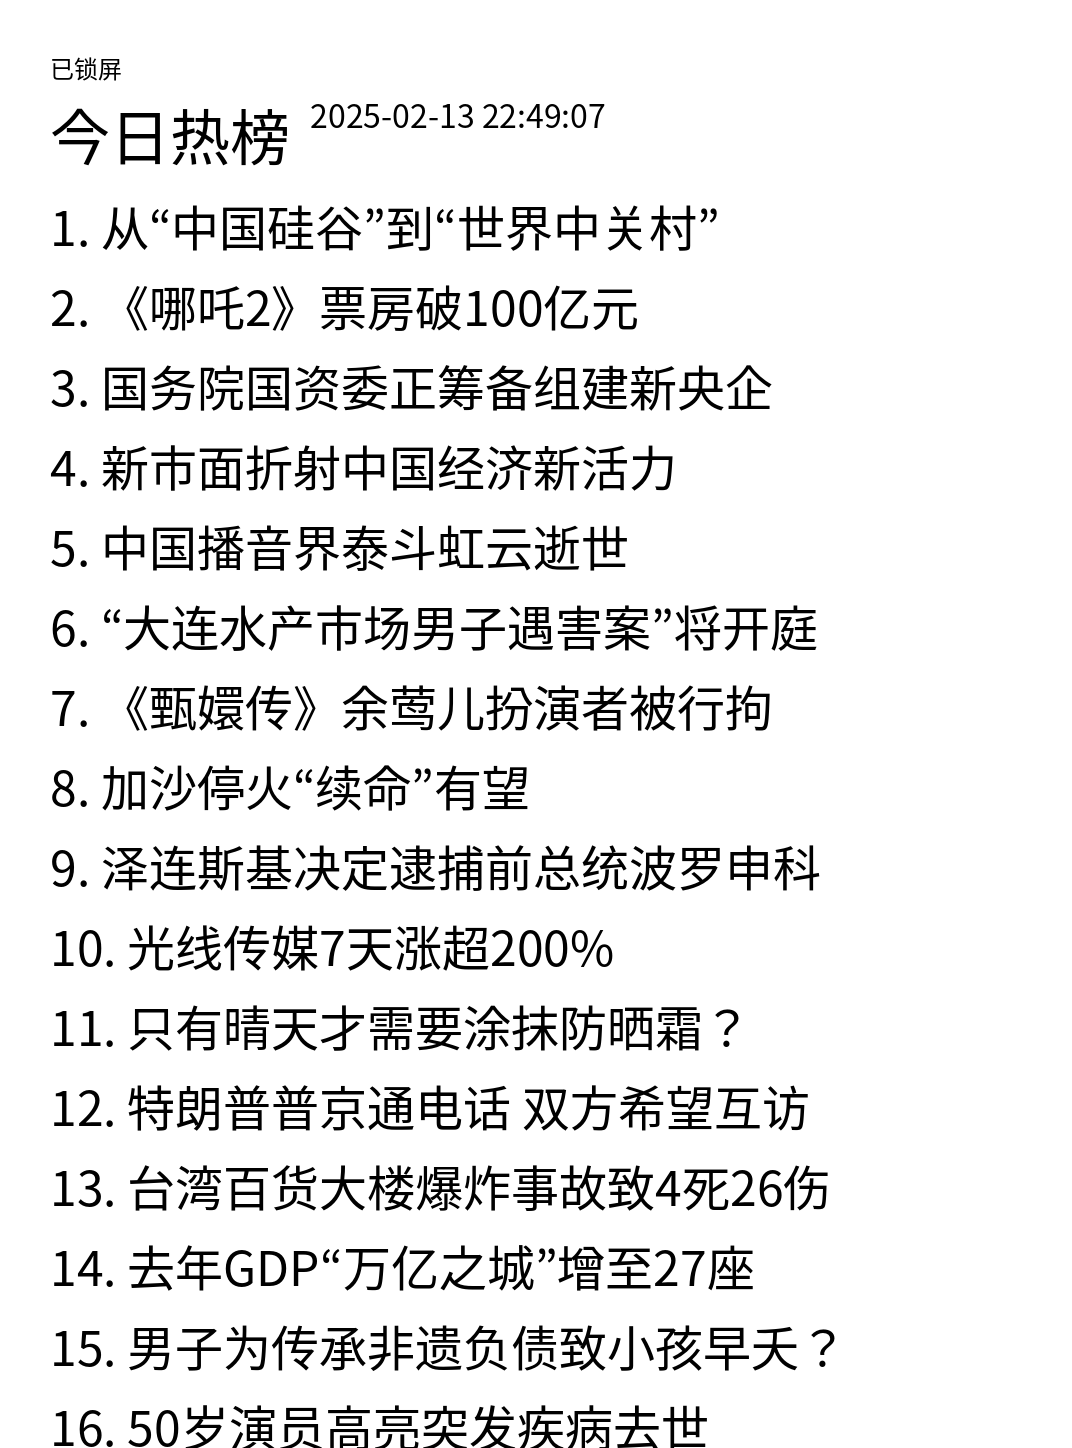 已锁屏
今日热榜 2025-02-13 22:49:07
1. 从“中国硅谷”到“世界中关村”
2. 《哪吒2》票房破100亿元
3. 国务院国资委正筹备组建新央企
4. 新市面折射中国经济新活力
5. 中国播音界泰斗虹云逝世
6. “大连水产市场男子遇害案”将开庭
7. 《甄嬛传》余莺儿扮演者被行拘
8. 加沙停火“续命”有望
9. 泽连斯基决定逮捕前总统波罗申科
10. 光线传媒7天涨超200%
11. 只有晴天才需要涂抹防晒霜？
12. 特朗普普京通电话 双方希望互访
13. 台湾百货大楼爆炸事故致4死26伤
14. 去年GDP“万亿之城”增至27座
15. 男子为传承非遗负债致小孩早夭？
16. 50岁演员高亮突发疾病去世